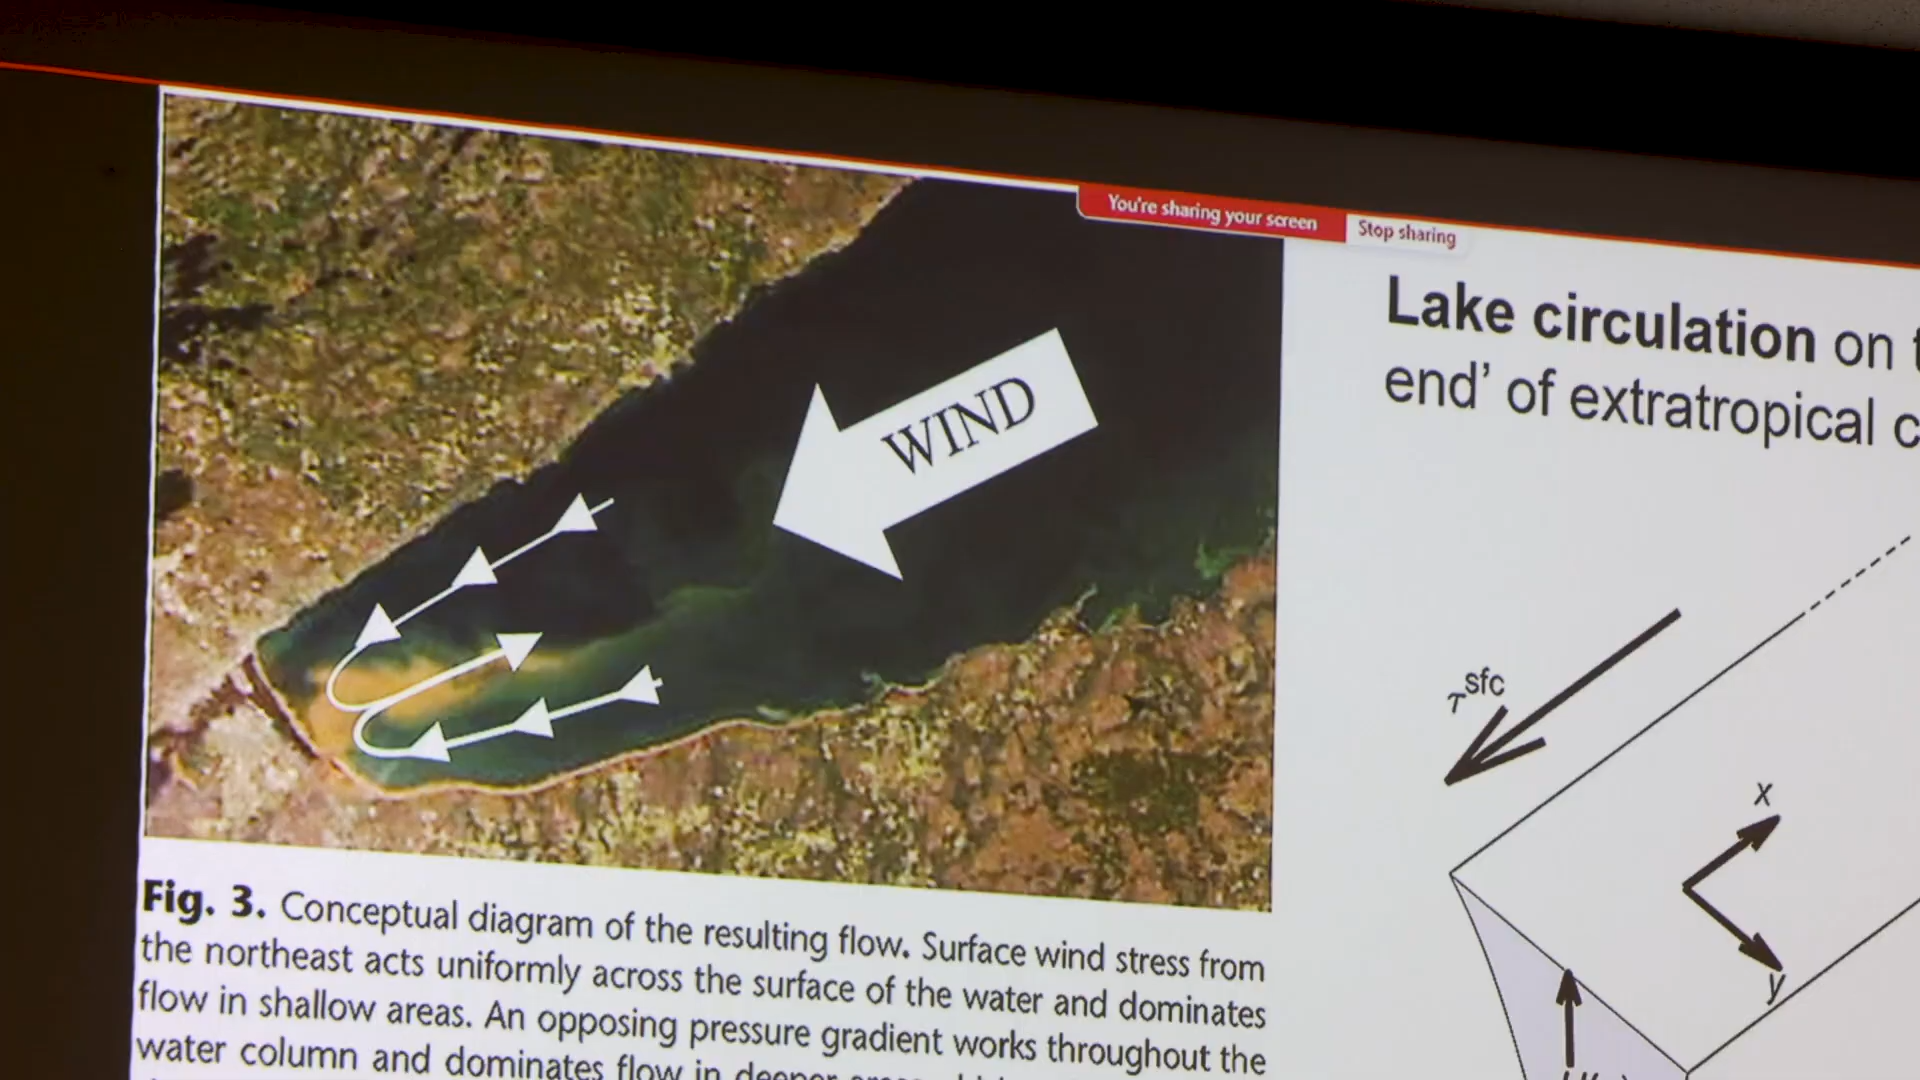 You're sharing your screen
Stop sharing
WIND
Lake circulation on
end' of extratropical
τsfc
x
y
Fig. 3. Conceptual diagram of the resulting flow. Surface wind stress from
the northeast acts uniformly across the surface of the water and dominates
flow in shallow areas. An opposing pressure gradient works throughout the
water column and dominates flow in deeper